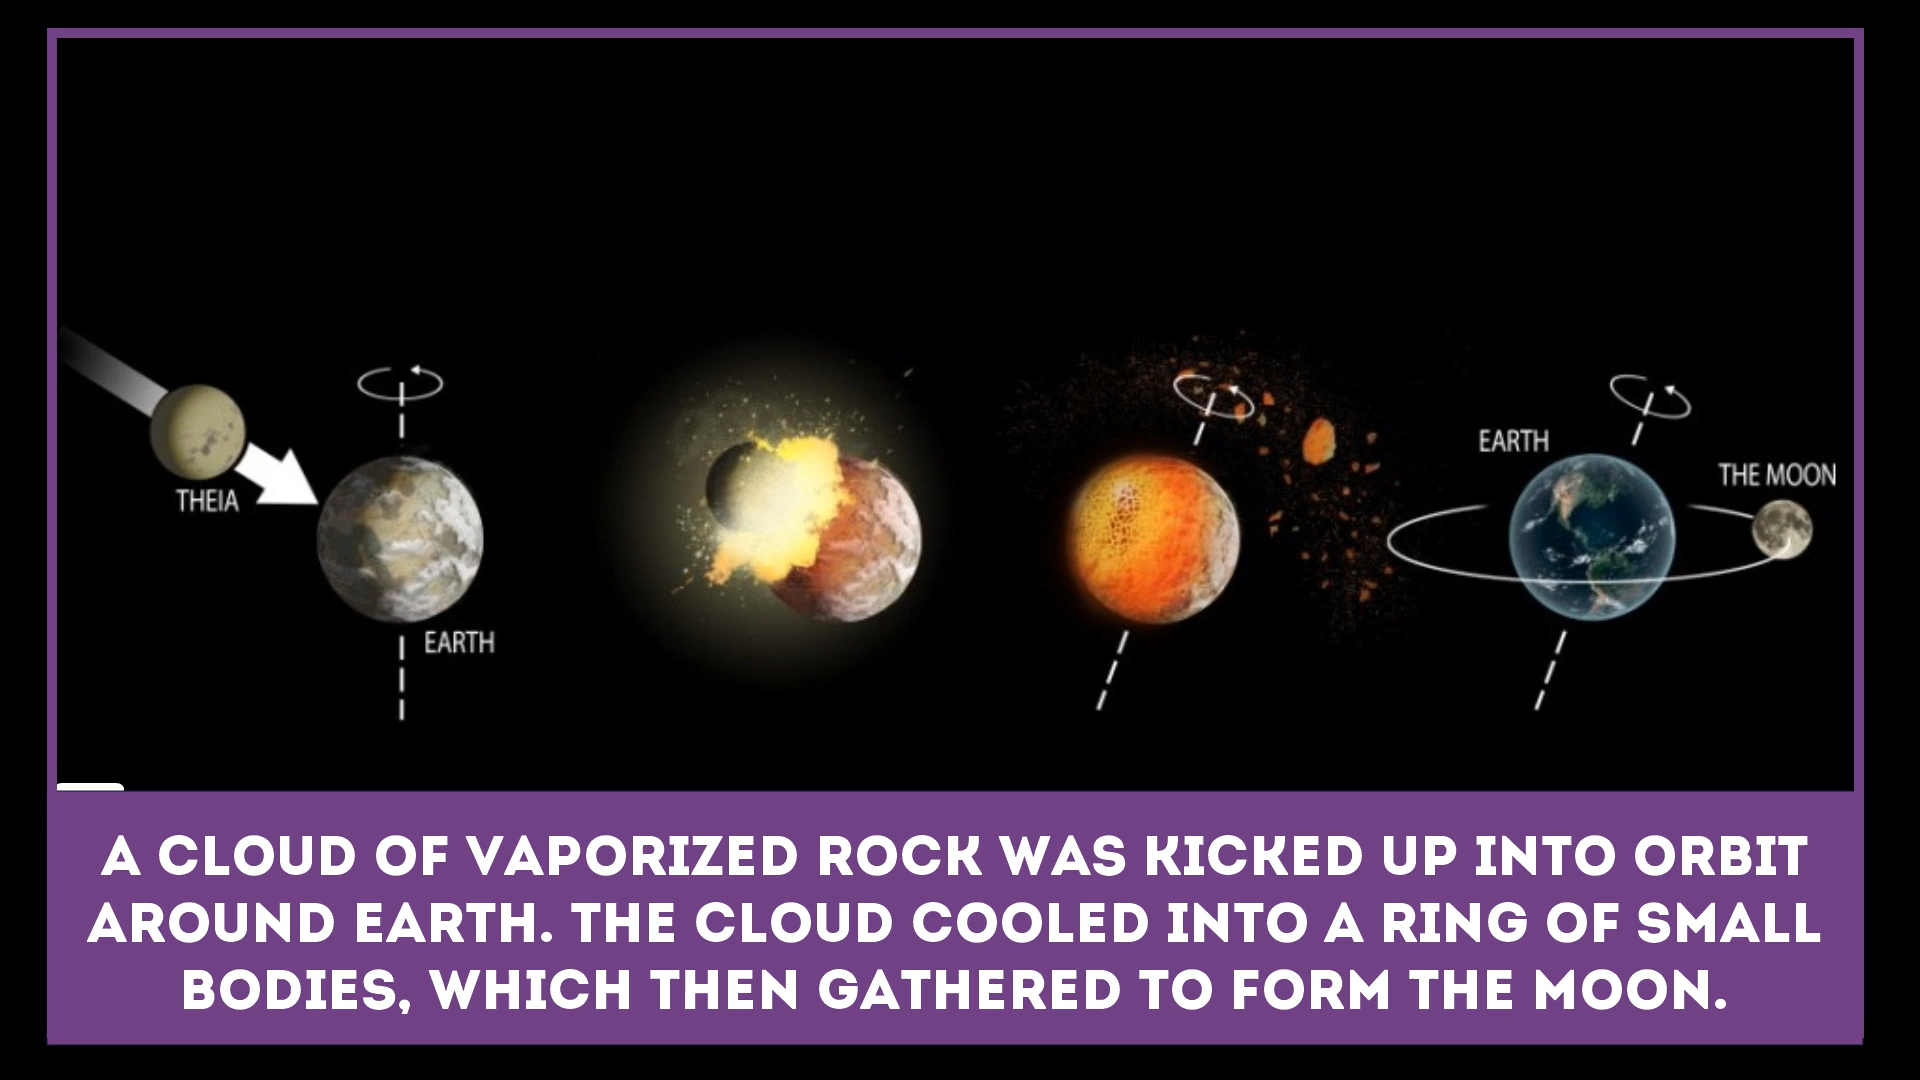 THEIA
EARTH
EARTH
THE MOON
A CLOUD OF VAPORIZED ROCK WAS KICKED UP INTO ORBIT
AROUND EARTH. THE CLOUD COOLED INTO A RING OF SMALL
BODIES, WHICH THEN GATHERED TO FORM THE MOON.